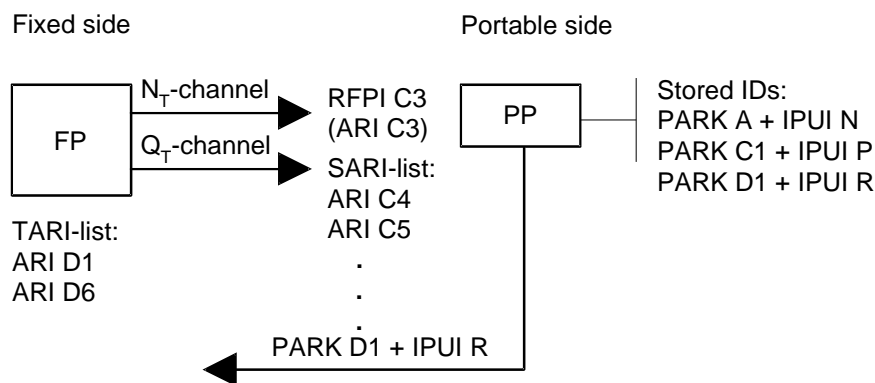 Fixed side
Portable side
N_T-channel
RFPI C3
(ARI C3)
FP
Q_T-channel
SARI-list:
ARI C4
ARI C5
.
.
.
TARI-list:
ARI D1
ARI D6
PP
Stored IDs:
PARK A + IPUI N
PARK C1 + IPUI P
PARK D1 + IPUI R
PARK D1 + IPUI R